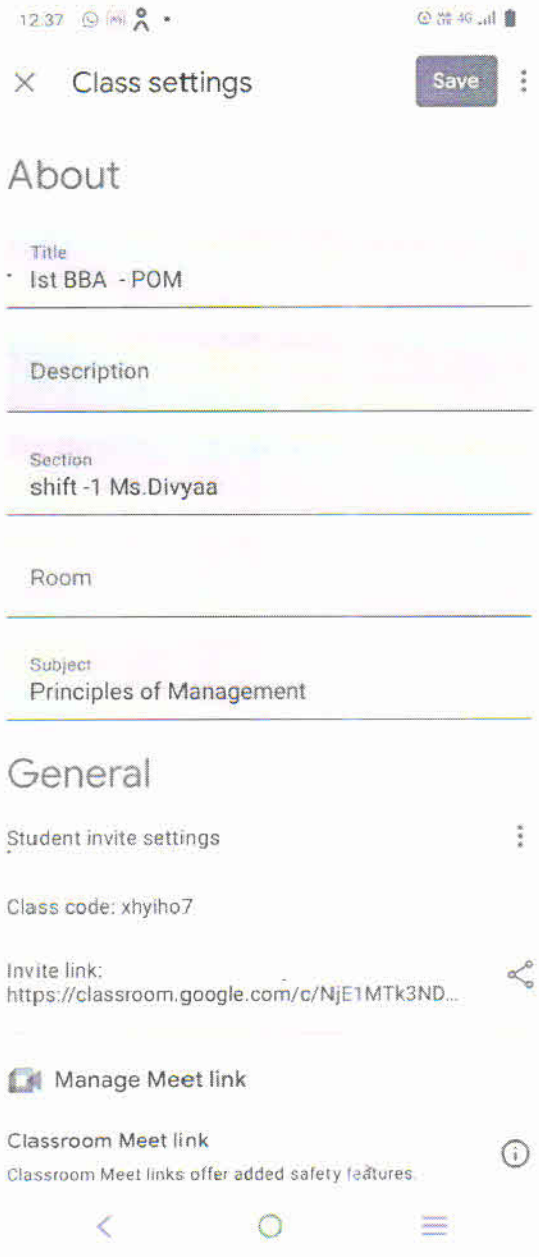 12.37
4G
Class settings
Save
About
Title
Ist BBA - POM
Description
Section
shift -1 Ms.Divyaa
Room
Subject
Principles of Management
General
Student invite settings
Class code: xhyiho7
Invite link:
https://classroom.google.com/c/NjE1MTk3ND...
Manage Meet link
Classroom Meet link
Classroom Meet links offer added safety features.